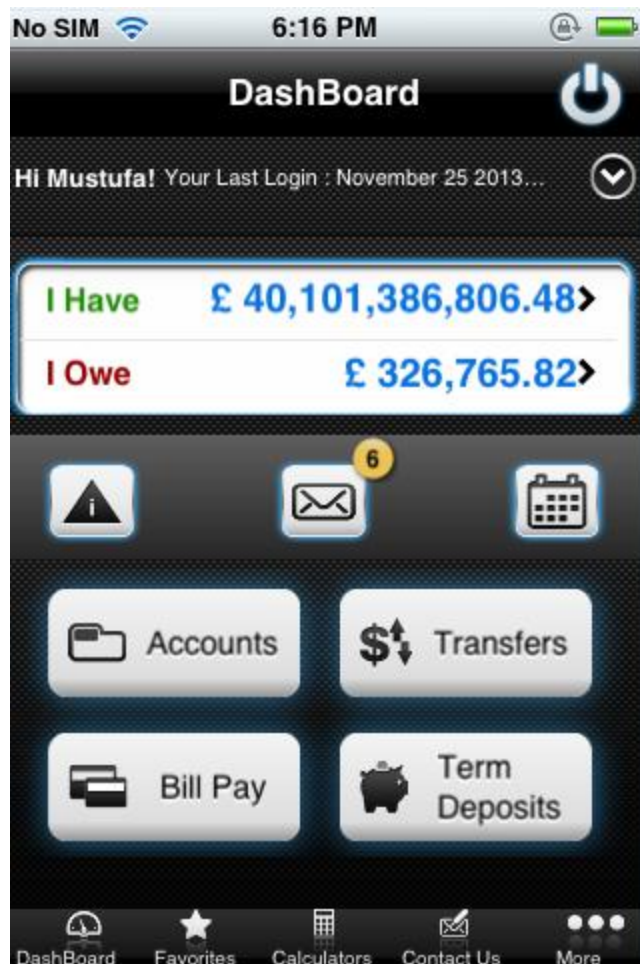 No SIM 6:16 PM
DashBoard
Hi Mustufa! Your Last Login : November 25 2013...
I Have £ 40,101,386,806.48
I Owe £ 326,765.82
6
Accounts
Transfers
Bill Pay
Term
Deposits
DashBoard Favorites Calculators Contact Us More